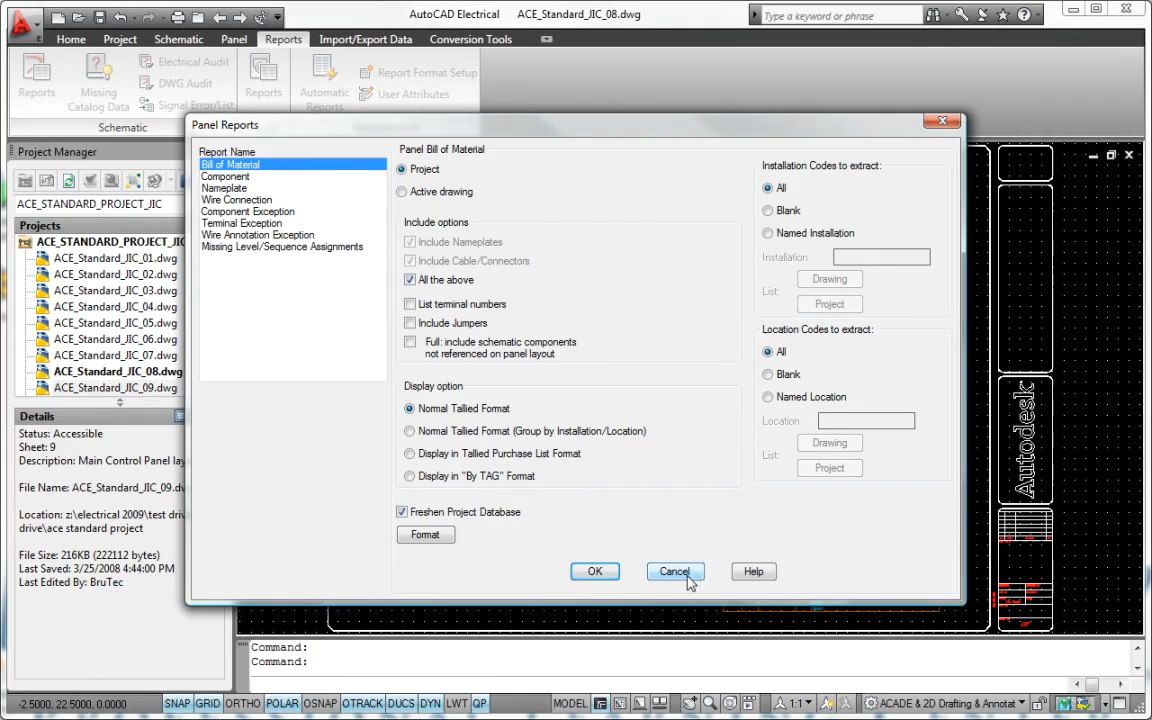 AutoCAD Electrical ACE_Standard_JIC_08.dwg
Type a keyword or phrase
Home Project Schematic Panel Reports Import/Export Data Conversion Tools
Reports
Missing
Catalog Data
Electrical Audit
DWG Audit
Signal Error/List
Schematic
Reports
Automatic
Reports
Report Format Setup
User Attributes
Project Manager
ACE_STANDARD_PROJECT_JIC
Projects
ACE_STANDARD_PROJECT_JIC
ACE_Standard_JIC_01.dwg
ACE_Standard_JIC_02.dwg
ACE_Standard_JIC_03.dwg
ACE_Standard_JIC_04.dwg
ACE_Standard_JIC_05.dwg
ACE_Standard_JIC_06.dwg
ACE_Standard_JIC_07.dwg
ACE_Standard_JIC_08.dwg
ACE_Standard_JIC_09.dwg
Details
Status: Accessible
Sheet: 9
Description: Main Control Panel lay
File Name: ACE_Standard_JIC_09.dw
Location: z:\electrical 2009\test driv
drive\ace standard project
File Size: 216KB (222112 bytes)
Last Saved: 3/25/2008 4:44:00 PM
Last Edited By: BruTec
Panel Reports
Report Name
Bill of Material
Component
Nameplate
Wire Connection
Component Exception
Terminal Exception
Wire Annotation Exception
Missing Level/Sequence Assignments
Panel Bill of Material
Project
Active drawing
Include options
Include Nameplates
Include Cable/Connectors
All the above
List terminal numbers
Include Jumpers
Full: include schematic components
not referenced on panel layout
Display option
Normal Tallied Format
Normal Tallied Format (Group by Installation/Location)
Display in Tallied Purchase List Format
Display in "By TAG" Format
Freshen Project Database
Format
Installation Codes to extract:
All
Blank
Named Installation
Installation
List:
Drawing
Project
Location Codes to extract:
All
Blank
Named Location
Location
List:
Drawing
Project
OK Cancel Help
Autodesk
Command:
Command:
-2.5000, 22.5000, 0.0000 SNAP GRID ORTHO POLAR OSNAP OTRACK DUCS DYN LWT QP MODEL 1:1 ACADE & 2D Drafting & Annotat